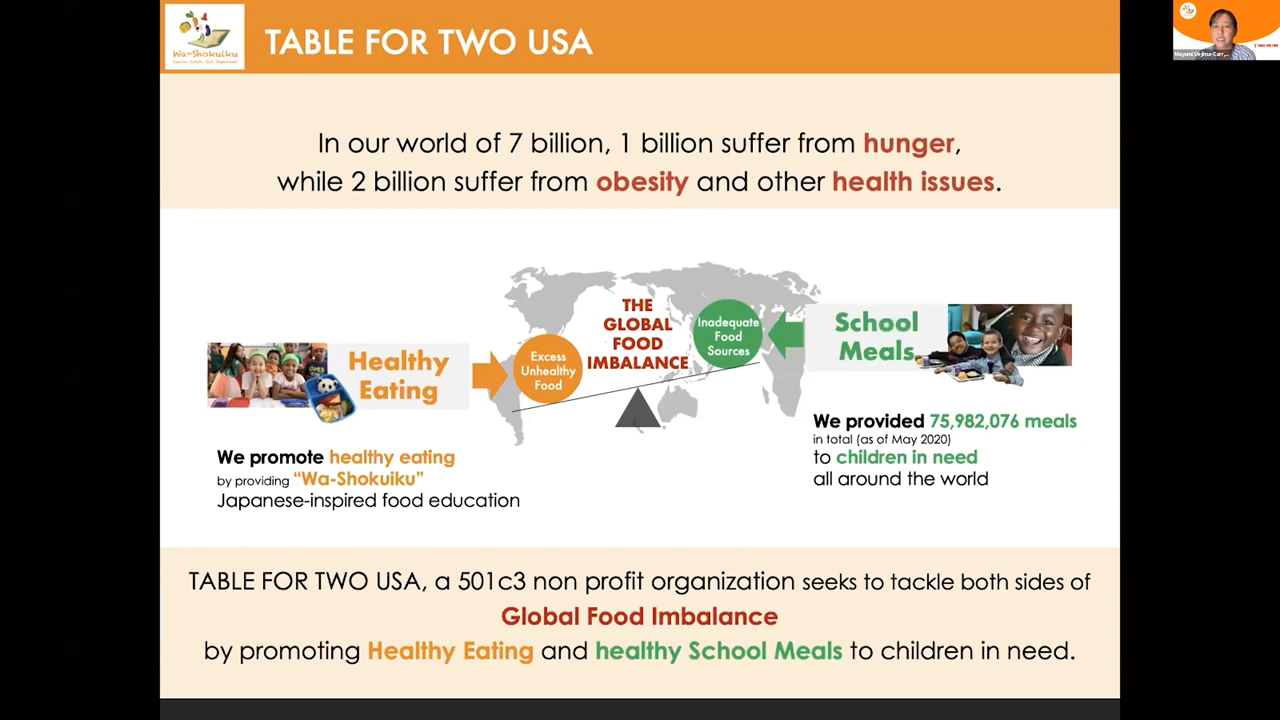 Wa-Shokuiku
Learn. Cook. Eat Japanese!
TABLE FOR TWO USA
In our world of 7 billion, 1 billion suffer from hunger,
while 2 billion suffer from obesity and other health issues.
THE
GLOBAL
FOOD
IMBALANCE
Healthy
Eating
Excess
Unhealthy
Food
Inadequate
Food
Sources
School
Meals
We promote healthy eating
by providing “Wa-Shokuiku”
Japanese-inspired food education
We provided 75,982,076 meals
in total (as of May 2020)
to children in need
all around the world
TABLE FOR TWO USA, a 501c3 non profit organization seeks to tackle both sides of
Global Food Imbalance
by promoting Healthy Eating and healthy School Meals to children in need.